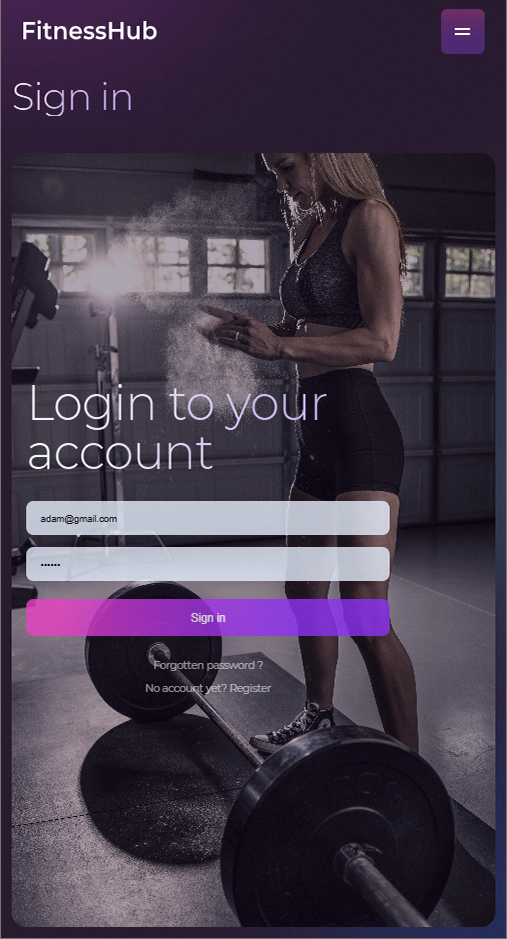 FitnessHub
Sign in
Login to your
account
adam@gmail.com
••••••
Sign in
Forgotten password ?
No account yet? Register